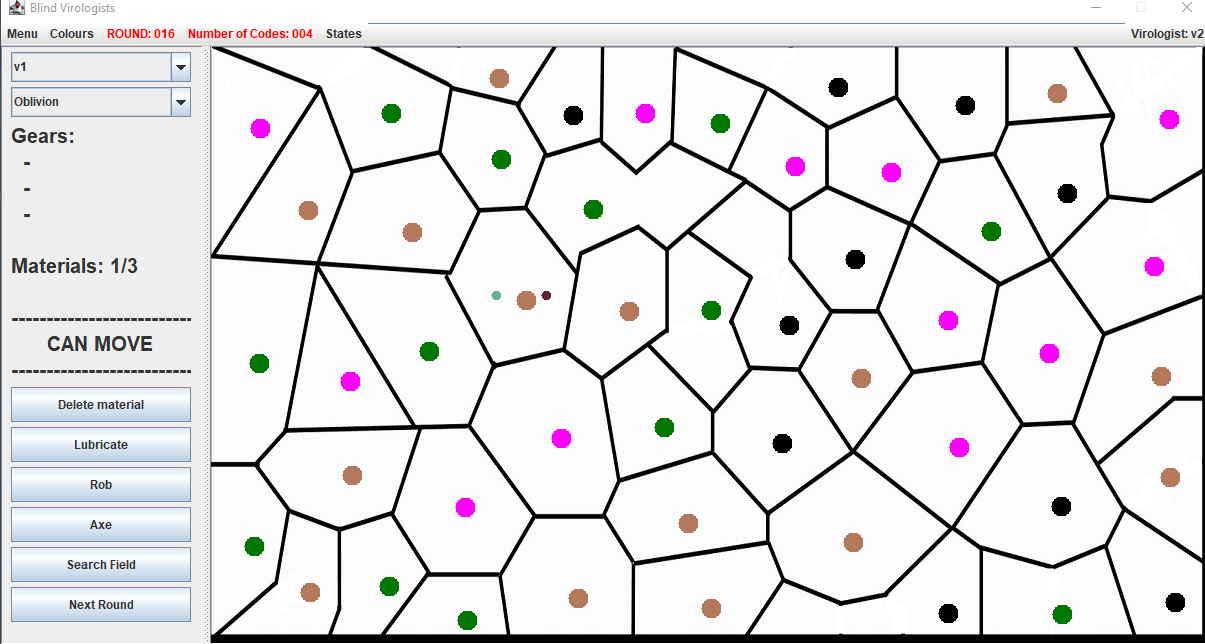 Blind Virologists
Menu Colours ROUND: 016 Number of Codes: 004 States Virologist: v2
v1
Oblivion
Gears:
-
-
-
Materials: 1/3
CAN MOVE
Delete material
Lubricate
Rob
Axe
Search Field
Next Round